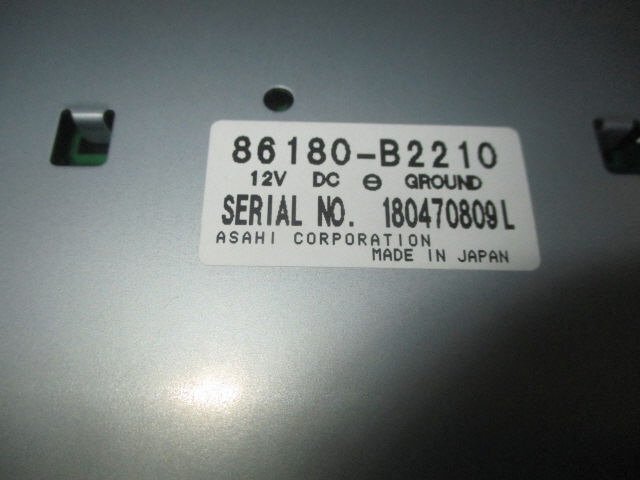 86180-B2210
12V DC ⊖ GROUND
SERIAL NO. 180470809L
ASAHI CORPORATION
MADE IN JAPAN